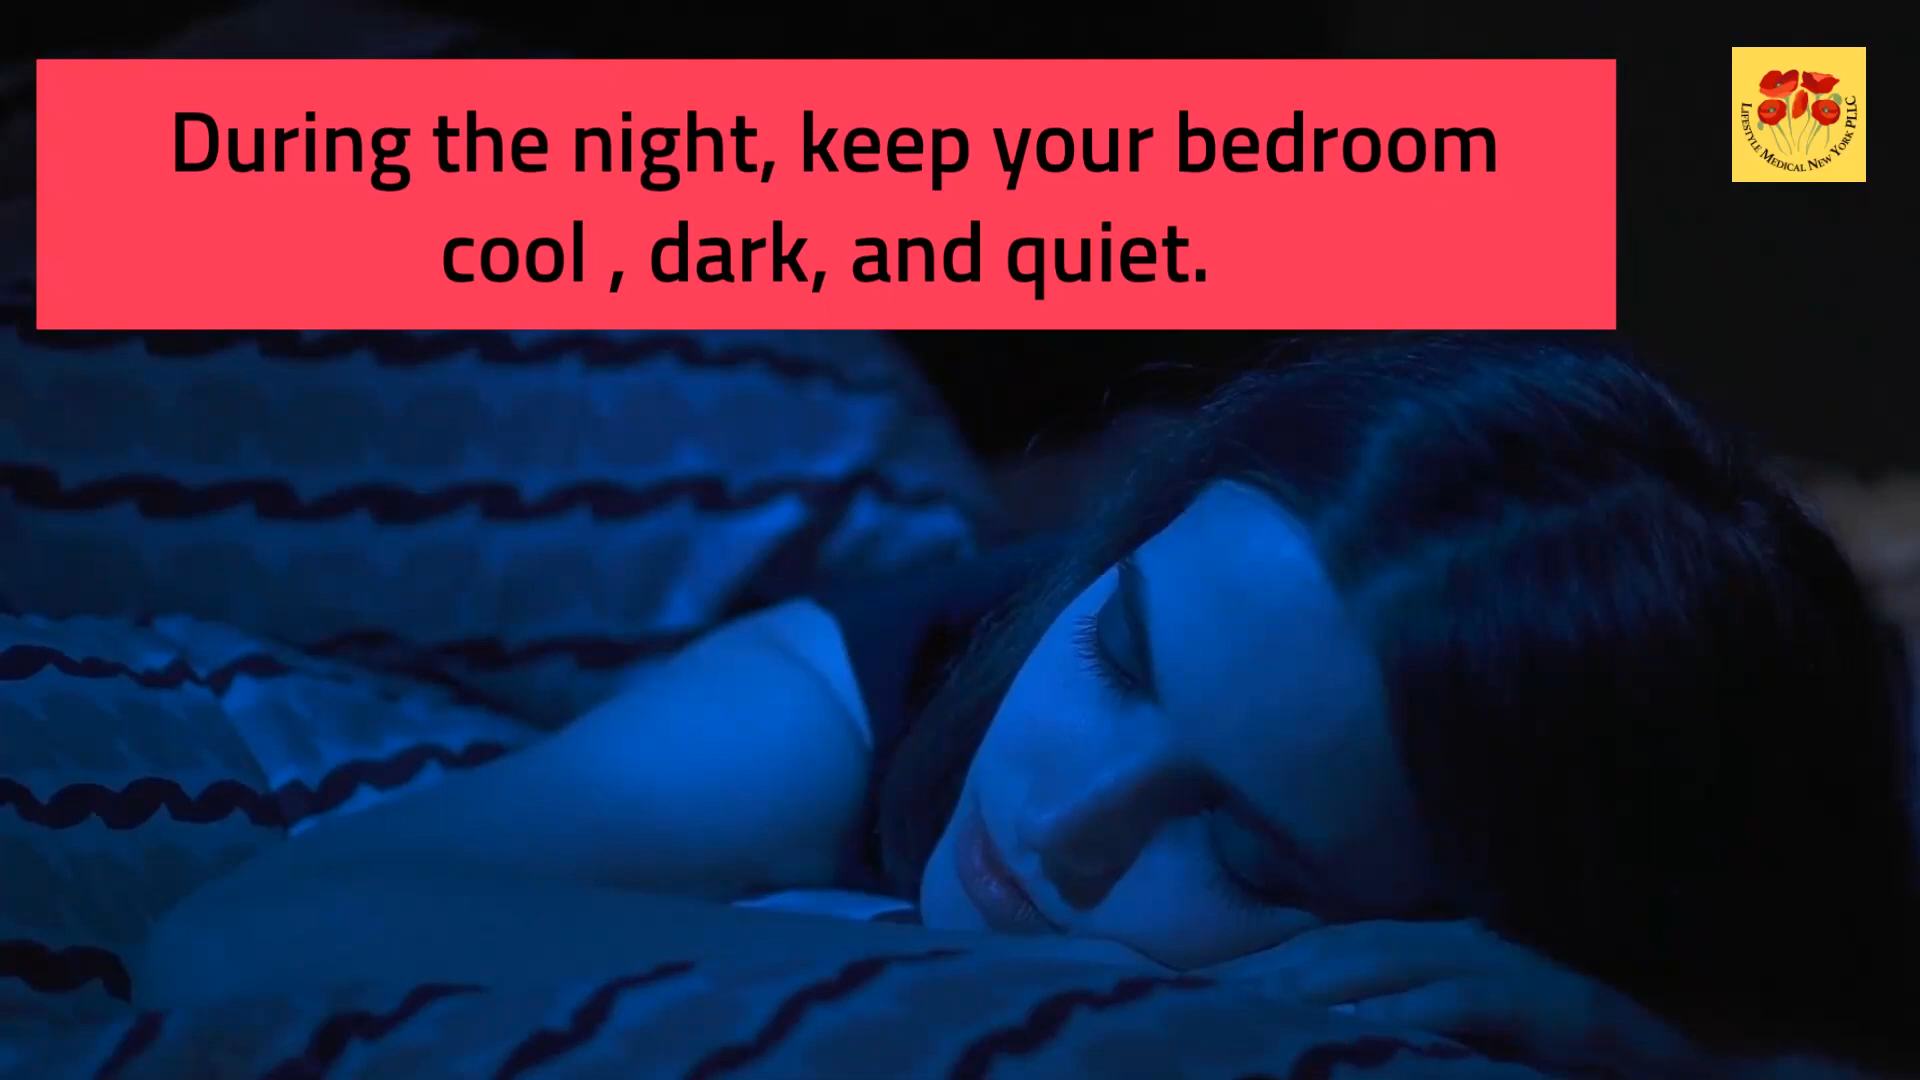 During the night, keep your bedroom
cool , dark, and quiet.
LIFESTYLE MEDICAL NEW YORK PLLC